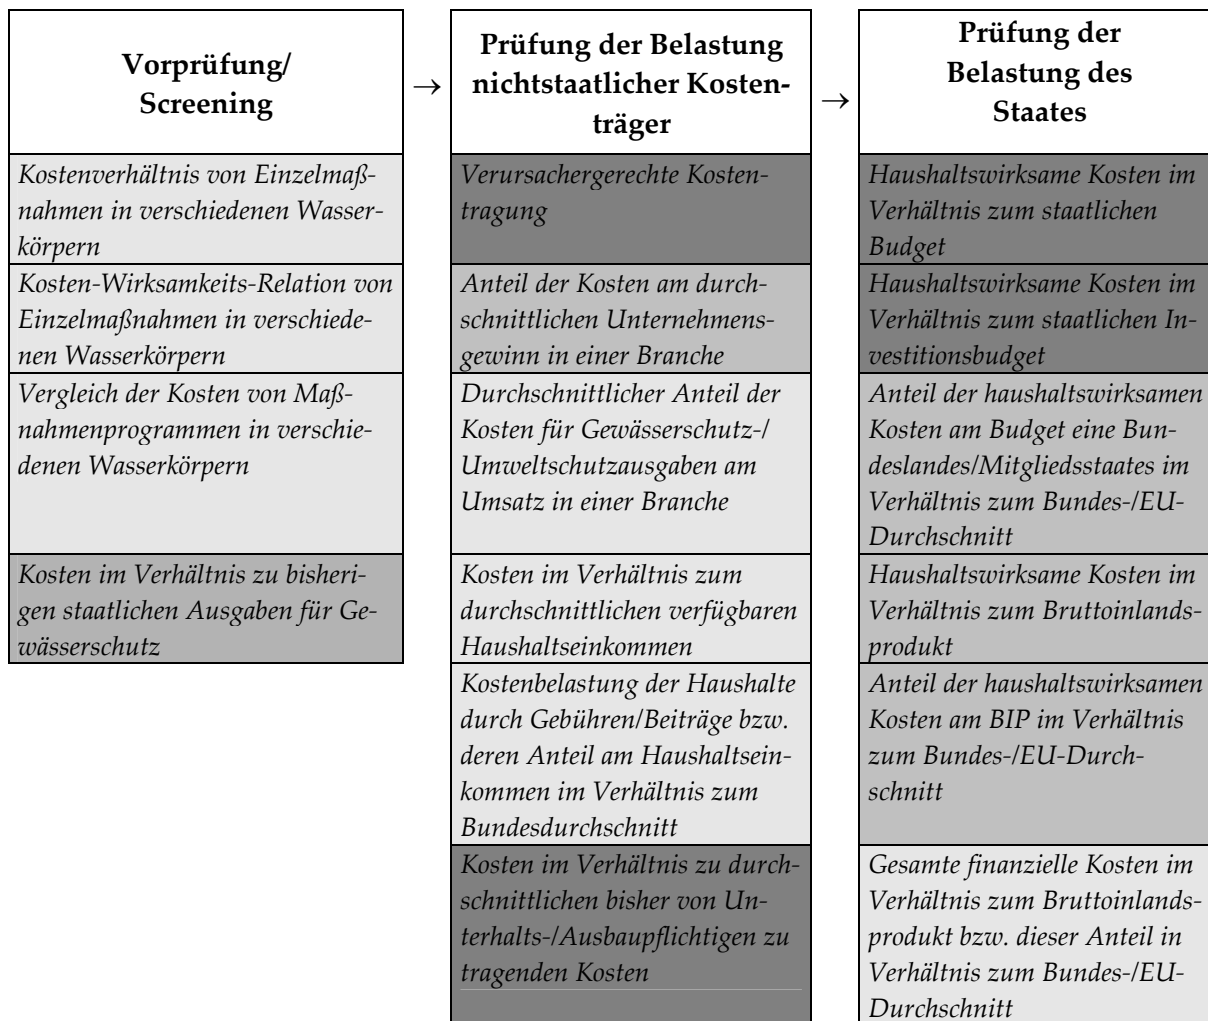 Vorprüfung/
Screening
→
Prüfung der Belastung
nichtstaatlicher Kosten-
träger
→
Prüfung der
Belastung des
Staates
Kostenverhältnis von Einzelmaß-
nahmen in verschiedenen Wasser-
körpern
Kosten-Wirksamkeits-Relation von
Einzelmaßnahmen in verschiede-
nen Wasserkörpern
Vergleich der Kosten von Maß-
nahmenprogrammen in verschie-
denen Wasserkörpern
Kosten im Verhältnis zu bisheri-
gen staatlichen Ausgaben für Ge-
wässerschutz
Verursachergerechte Kosten-
tragung
Anteil der Kosten am durch-
schnittlichen Unternehmens-
gewinn in einer Branche
Durchschnittlicher Anteil der
Kosten für Gewässerschutz-/
Umweltschutzausgaben am
Umsatz in einer Branche
Kosten im Verhältnis zum
durchschnittlichen verfügbaren
Haushaltseinkommen
Kostenbelastung der Haushalte
durch Gebühren/Beiträge bzw.
deren Anteil am Haushaltsein-
kommen im Verhältnis zum
Bundesdurchschnitt
Kosten im Verhältnis zu durch-
schnittlichen bisher von Un-
terhalts-/Ausbaupflichtigen zu
tragenden Kosten
Haushaltswirksame Kosten im
Verhältnis zum staatlichen
Budget
Haushaltswirksame Kosten im
Verhältnis zum staatlichen In-
vestitionsbudget
Anteil der haushaltswirksamen
Kosten am Budget eine Bun-
deslandes/Mitgliedsstaates im
Verhältnis zum Bundes-/EU-
Durchschnitt
Haushaltswirksame Kosten im
Verhältnis zum Bruttoinlands-
produkt
Anteil der haushaltswirksamen
Kosten am BIP im Verhältnis
zum Bundes-/EU-Durch-
schnitt
Gesamte finanzielle Kosten im
Verhältnis zum Bruttoinlands-
produkt bzw. dieser Anteil in
Verhältnis zum Bundes-/EU-
Durchschnitt